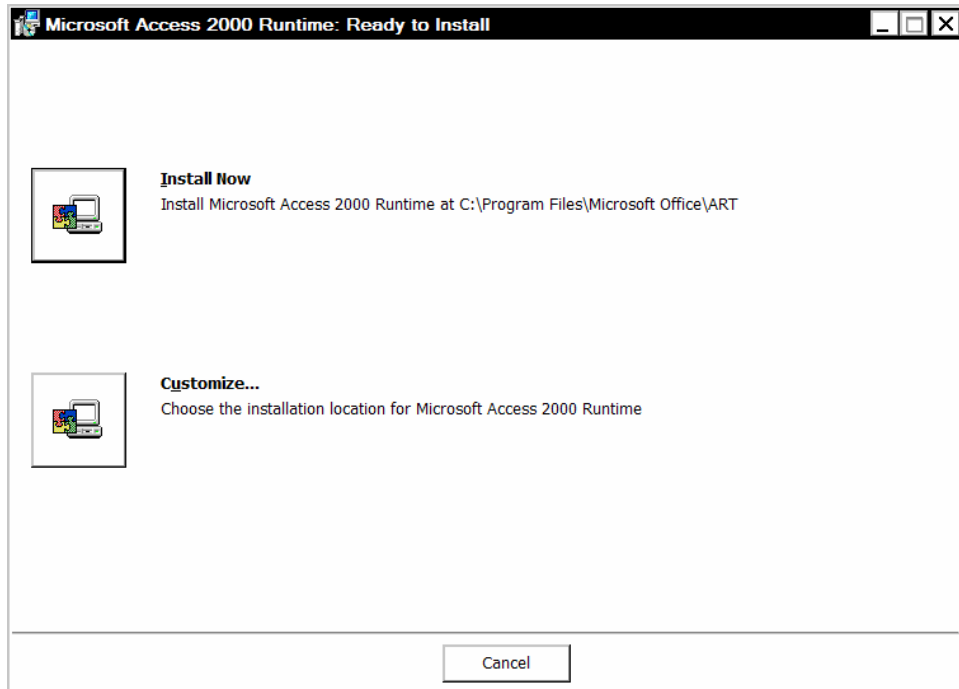 Microsoft Access 2000 Runtime: Ready to Install
Install Now
Install Microsoft Access 2000 Runtime at C:\Program Files\Microsoft Office\ART
Customize...
Choose the installation location for Microsoft Access 2000 Runtime
Cancel